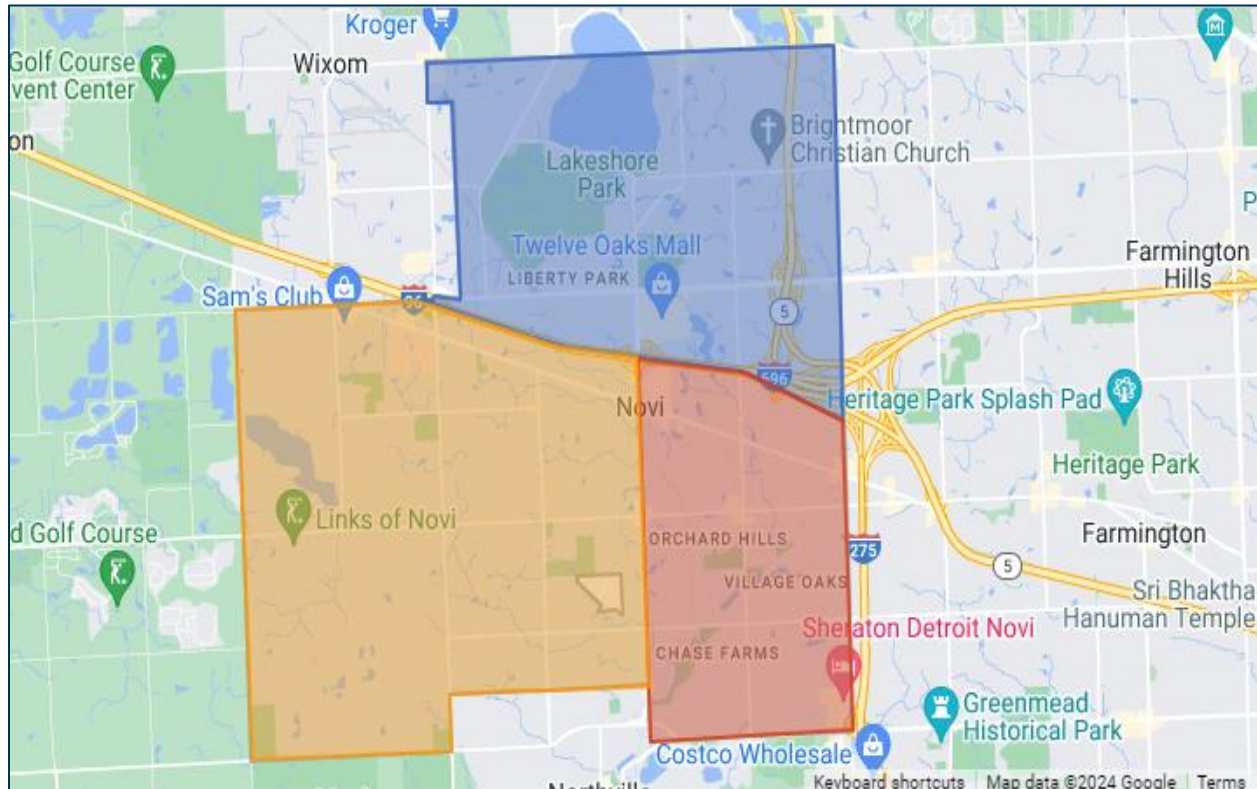 Kroger
Wixom
Golf Course
vent Center
on
Brightmoor
Christian Church
Lakeshore
Park
P
Twelve Oaks Mall
LIBERTY PARK
Farmington
Hills
Sam's Club
96
5
696
Heritage Park Splash Pad
Novi
Heritage Park
Links of Novi
d Golf Course
ORCHARD HILLS
275
Farmington
5
VILLAGE OAKS
Sri Bhaktha
Hanuman Temple
Sheraton Detroit Novi
CHASE FARMS
Greenmead
Historical Park
Costco Wholesale
Northville
Keyboard shortcuts
Map data ©2024 Google
Terms